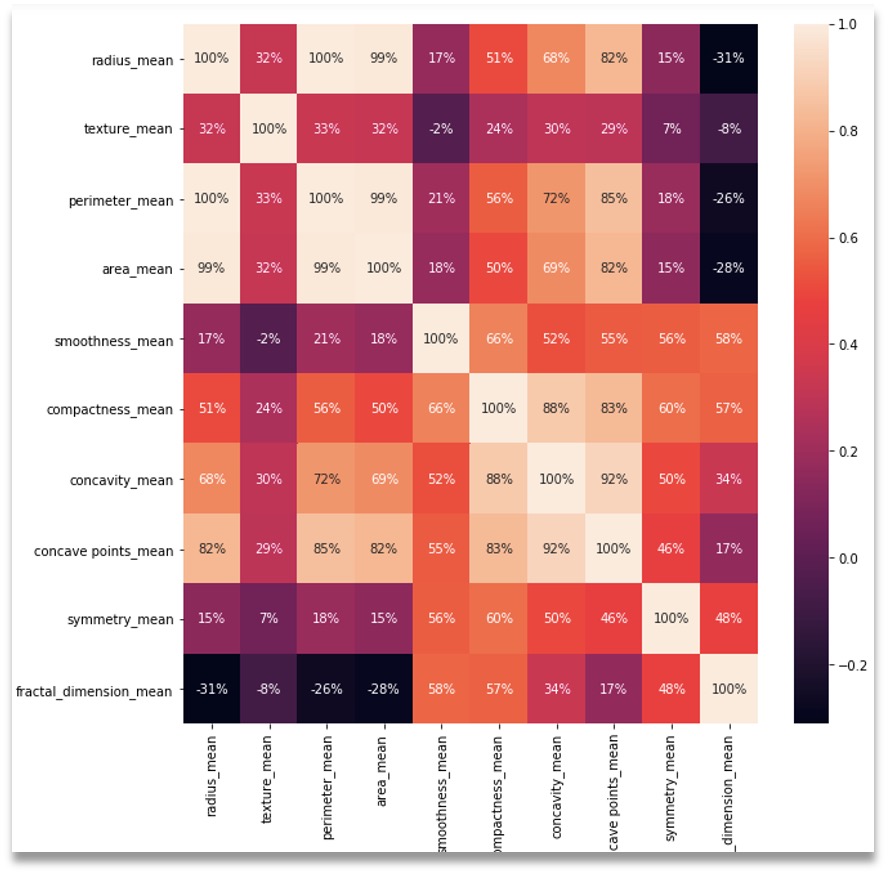 radius_mean 100% 32% 100% 99% 17% 51% 68% 82% 15% -31%
texture_mean 32% 100% 33% 32% -2% 24% 30% 29% 7% -8%
perimeter_mean 100% 33% 100% 99% 21% 56% 72% 85% 18% -26%
area_mean 99% 32% 99% 100% 18% 50% 69% 82% 15% -28%
smoothness_mean 17% -2% 21% 18% 100% 66% 52% 55% 56% 58%
compactness_mean 51% 24% 56% 50% 66% 100% 88% 83% 60% 57%
concavity_mean 68% 30% 72% 69% 52% 88% 100% 92% 50% 34%
concave points_mean 82% 29% 85% 82% 55% 83% 92% 100% 46% 17%
symmetry_mean 15% 7% 18% 15% 56% 60% 50% 46% 100% 48%
fractal_dimension_mean -31% -8% -26% -28% 58% 57% 34% 17% 48% 100%
radius_mean
texture_mean
perimeter_mean
area_mean
smoothness_mean
ompactness_mean
concavity_mean
cave points_mean
symmetry_mean
_dimension_mean
1.0
0.8
0.6
0.4
0.2
0.0
-0.2